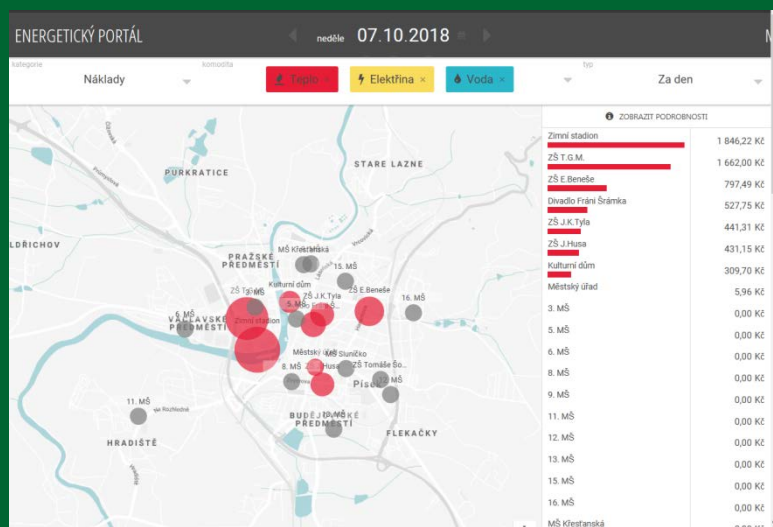 ENERGETICKÝ PORTÁL
neděle 07.10.2018
kategorie
Náklady
komodita
Teplo ×
Elektřina ×
Voda ×
typ
Za den
ZOBRAZIT PODROBNOSTI
Zimní stadion 1 846,22 Kč
ZŠ T.G.M. 1 662,00 Kč
ZŠ E.Beneše 797,49 Kč
Divadlo Fráni Šrámka 527,75 Kč
ZŠ J.K.Tyla 441,31 Kč
ZŠ J.Husa 431,15 Kč
Kulturní dům 309,70 Kč
Městský úřad 5,96 Kč
3. MŠ 0,00 Kč
5. MŠ 0,00 Kč
6. MŠ 0,00 Kč
8. MŠ 0,00 Kč
9. MŠ 0,00 Kč
11. MŠ 0,00 Kč
12. MŠ 0,00 Kč
13. MŠ 0,00 Kč
15. MŠ 0,00 Kč
16. MŠ 0,00 Kč
MŠ Křesťanská
PURKRATICE
STARE LAZNE
PRAŽSKÉ
PŘEDMĚSTÍ
MŠ Křesťanská
15. MŠ
Kulturní dům
ZŠ J.K.Tyla
ZŠ E.Beneše
16. MŠ
3. MŠ
6. MŠ
VÁCLAVSKÉ
PŘEDMĚSTÍ
Zimní stadion
Městský úřad
MŠ Sluníčko
8. MŠ
ZŠ Tomáše Šo...
Písek
11. MŠ
HRADIŠTĚ
BUDĚJOVICKÉ
PŘEDMĚSTÍ
FLEKAČKY